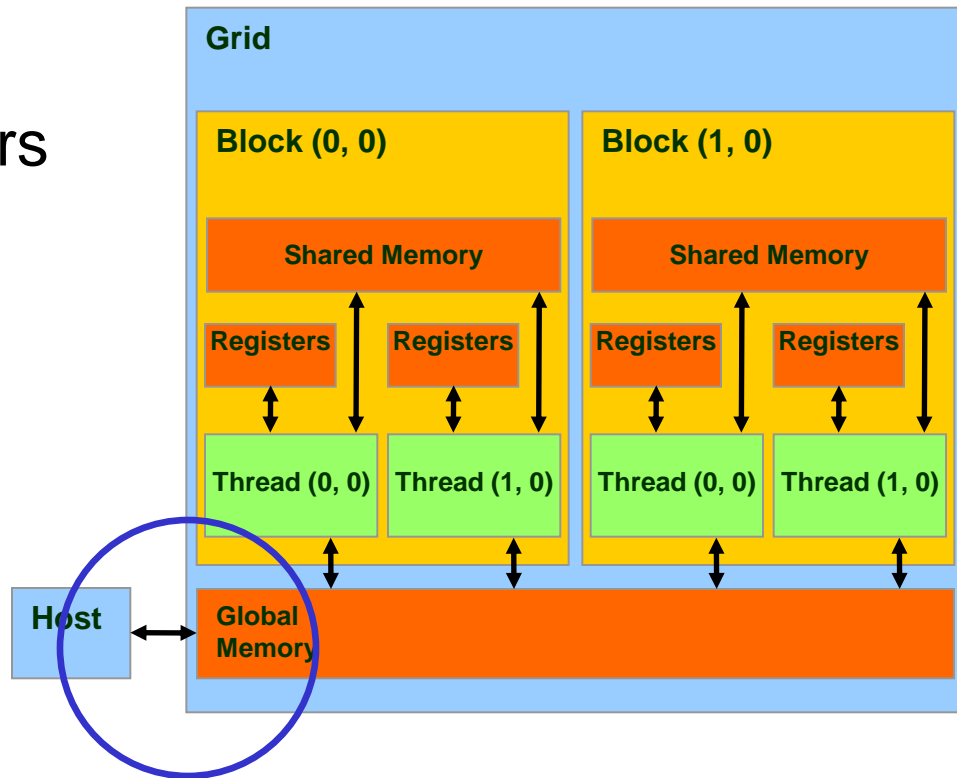 Grid
rs
Block (0, 0)
Block (1, 0)
Shared Memory
Shared Memory
Registers
Registers
Registers
Registers
Thread (0, 0)
Thread (1, 0)
Thread (0, 0)
Thread (1, 0)
Host
Global
Memory